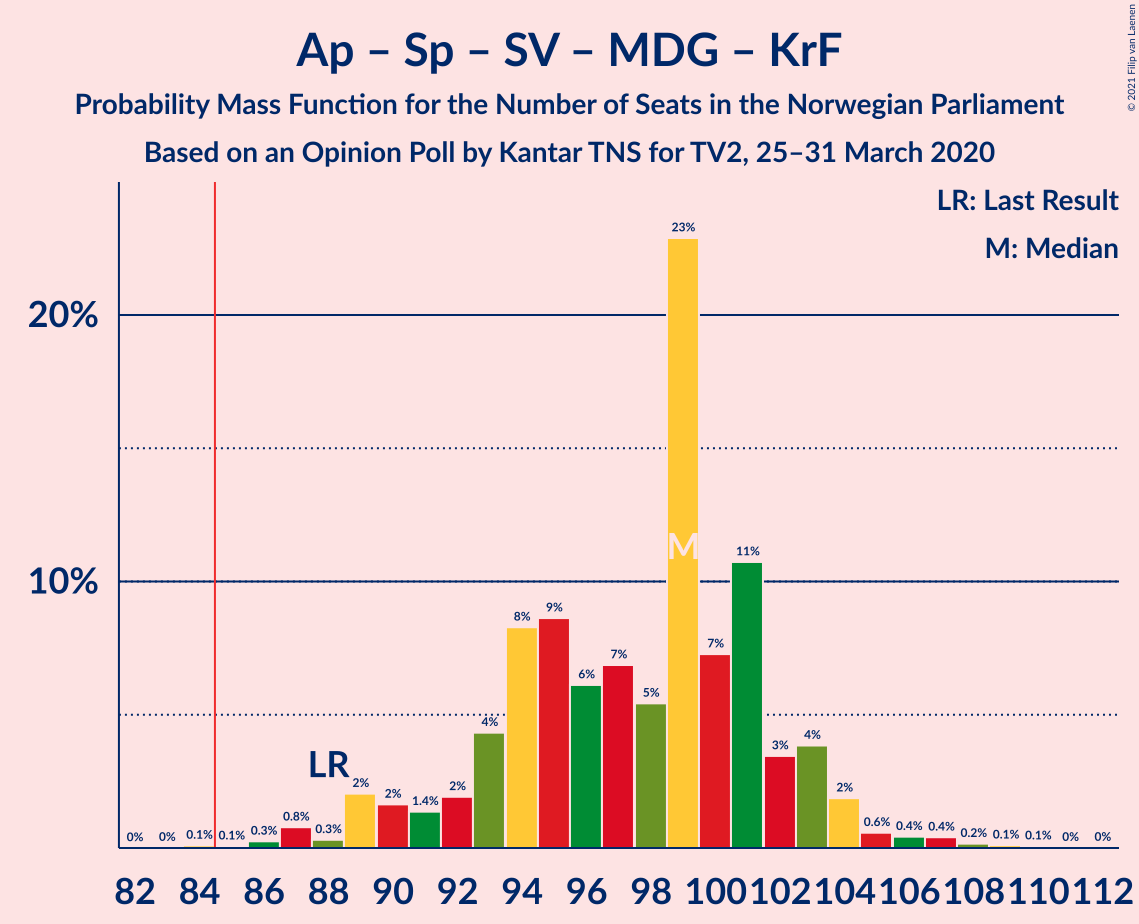 Ap – Sp – SV – MDG – KrF
Probability Mass Function for the Number of Seats in the Norwegian Parliament
Based on an Opinion Poll by Kantar TNS for TV2, 25–31 March 2020
© 2021 Filip van Laenen
LR: Last Result
M: Median
20%
10%
LR
M
0% 0% 0.1% 0.1% 0.3% 0.8% 0.3% 2% 2% 1.4% 2% 4% 8% 9% 6% 7% 5% 23% 7% 11% 3% 4% 2% 0.6% 0.4% 0.4% 0.2% 0.1% 0.1% 0% 0%
82 84 86 88 90 92 94 96 98 100 102 104 106 108 110 112